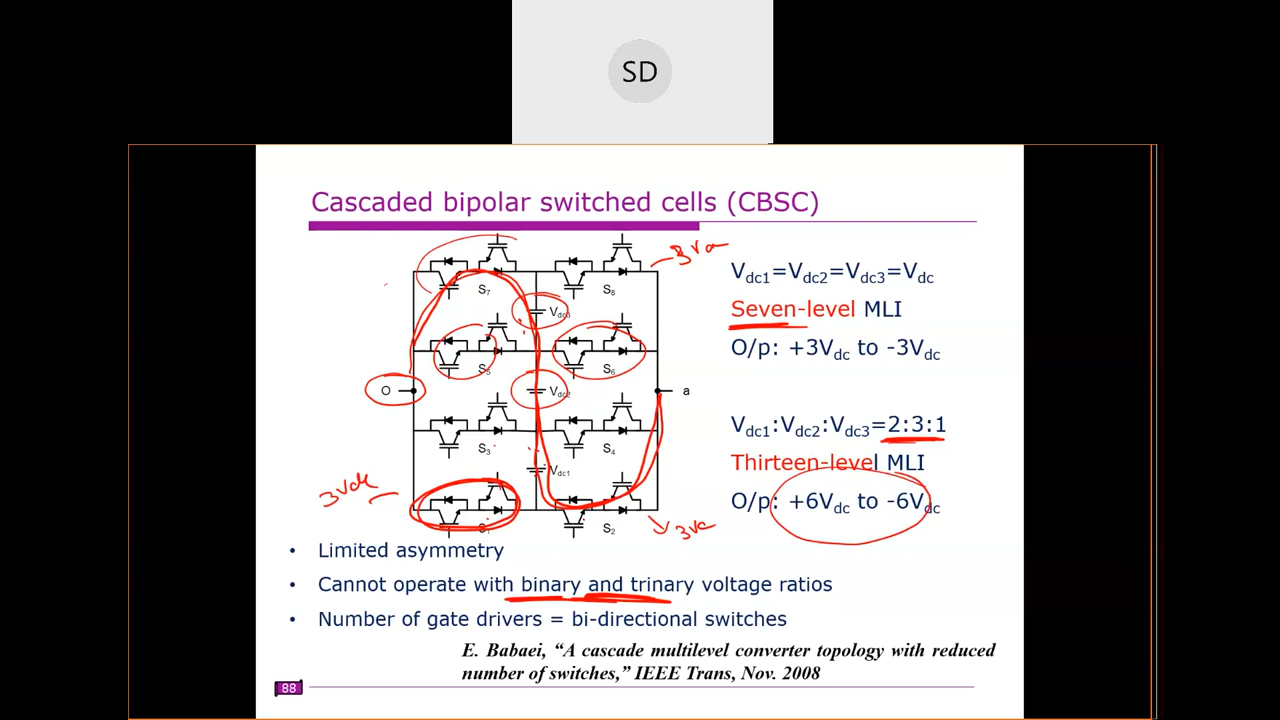 SD
Cascaded bipolar switched cells (CBSC)
3Va
S7
S8
Vdc3
S5
S6
O
Vdc2
a
S3
S4
Vdc1
3Vdc
S1
S2
Vdc1=Vdc2=Vdc3=Vdc
Seven-level MLI
O/p: +3Vdc to -3Vdc
Vdc1:Vdc2:Vdc3=2:3:1
Thirteen-level MLI
O/p: +6Vdc to -6Vdc
• Limited asymmetry
• Cannot operate with binary and trinary voltage ratios
• Number of gate drivers = bi-directional switches
E. Babaei, “A cascade multilevel converter topology with reduced
number of switches,” IEEE Trans, Nov. 2008
88